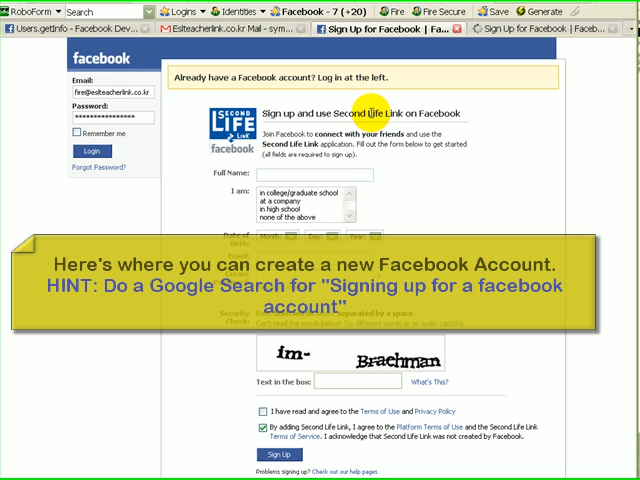 RoboForm Search Logins Identities Facebook - 7 (+20) Fire Fire Secure Save Generate
Users.getInfo - Facebook Dev... Eslteacherlink.co.kr Mail - sym... Sign Up for Facebook | Fa... Sign Up for Facebook | Faceb...
facebook
Already have a Facebook account? Log in at the left.
Email:
fire@eslteacherlink.co.kr
Password:
****************
Remember me
Login
Forgot Password?
SECOND LIFE Link
facebook
Sign up and use Second Life Link on Facebook
Join Facebook to connect with your friends and use the
Second Life Link application. Fill out the form below to get started
(all fields are required to sign up).
Full Name:
I am:
in college/graduate school
at a company
in high school
none of the above
Date of
Birth:
Month: Day: Year:
Email:
Here's where you can create a new Facebook Account.
HINT: Do a Google Search for "Signing up for a facebook
account"
Create
Security
Check:
Enter both words below, separated by a space.
Can't read the words below? Try different words or an audio captcha.
im- Brachman
Text in the box:
What's This?
I have read and agree to the Terms of Use and Privacy Policy
By adding Second Life Link, I agree to the Platform Terms of Use and the Second Life Link
Terms of Service. I acknowledge that Second Life Link was not created by Facebook.
Sign Up
Problems signing up? Check out our help pages